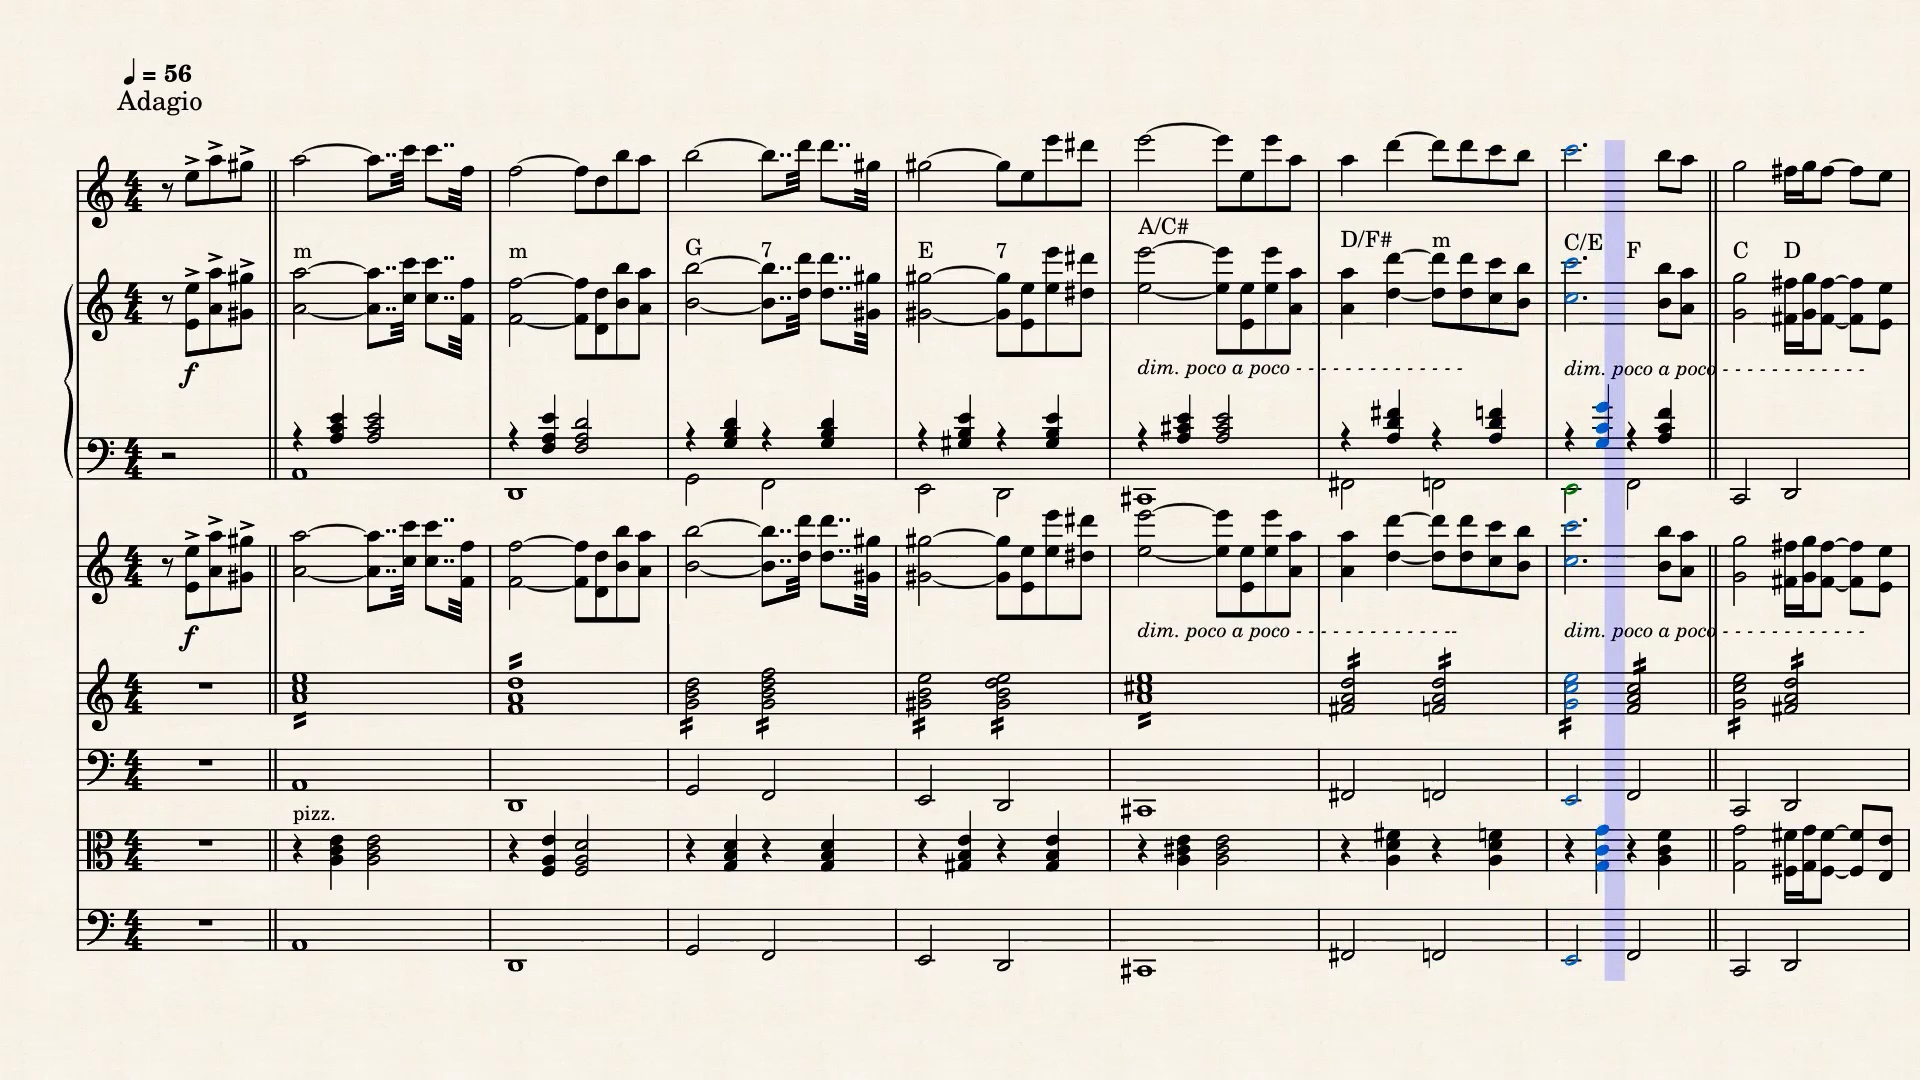 ♩ = 56
Adagio
A/C#
m m G 7 E 7 D/F# m C/E F C D
f dim. poco a poco dim. poco a poco
f dim. poco a poco dim. poco a poco
pizz.